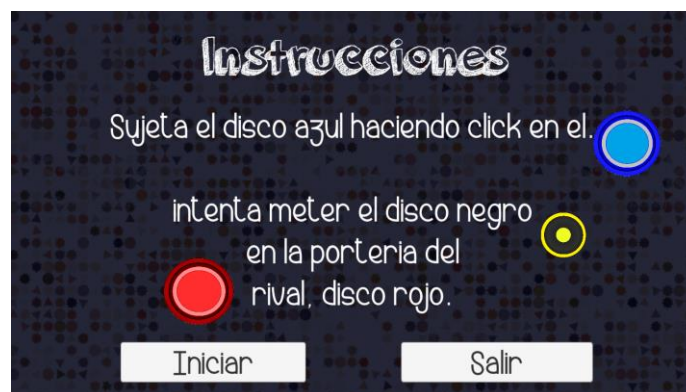 Instrucciones
Sujeta el disco azul haciendo click en el.
intenta meter el disco negro
en la porteria del
rival, disco rojo.
Iniciar
Salir